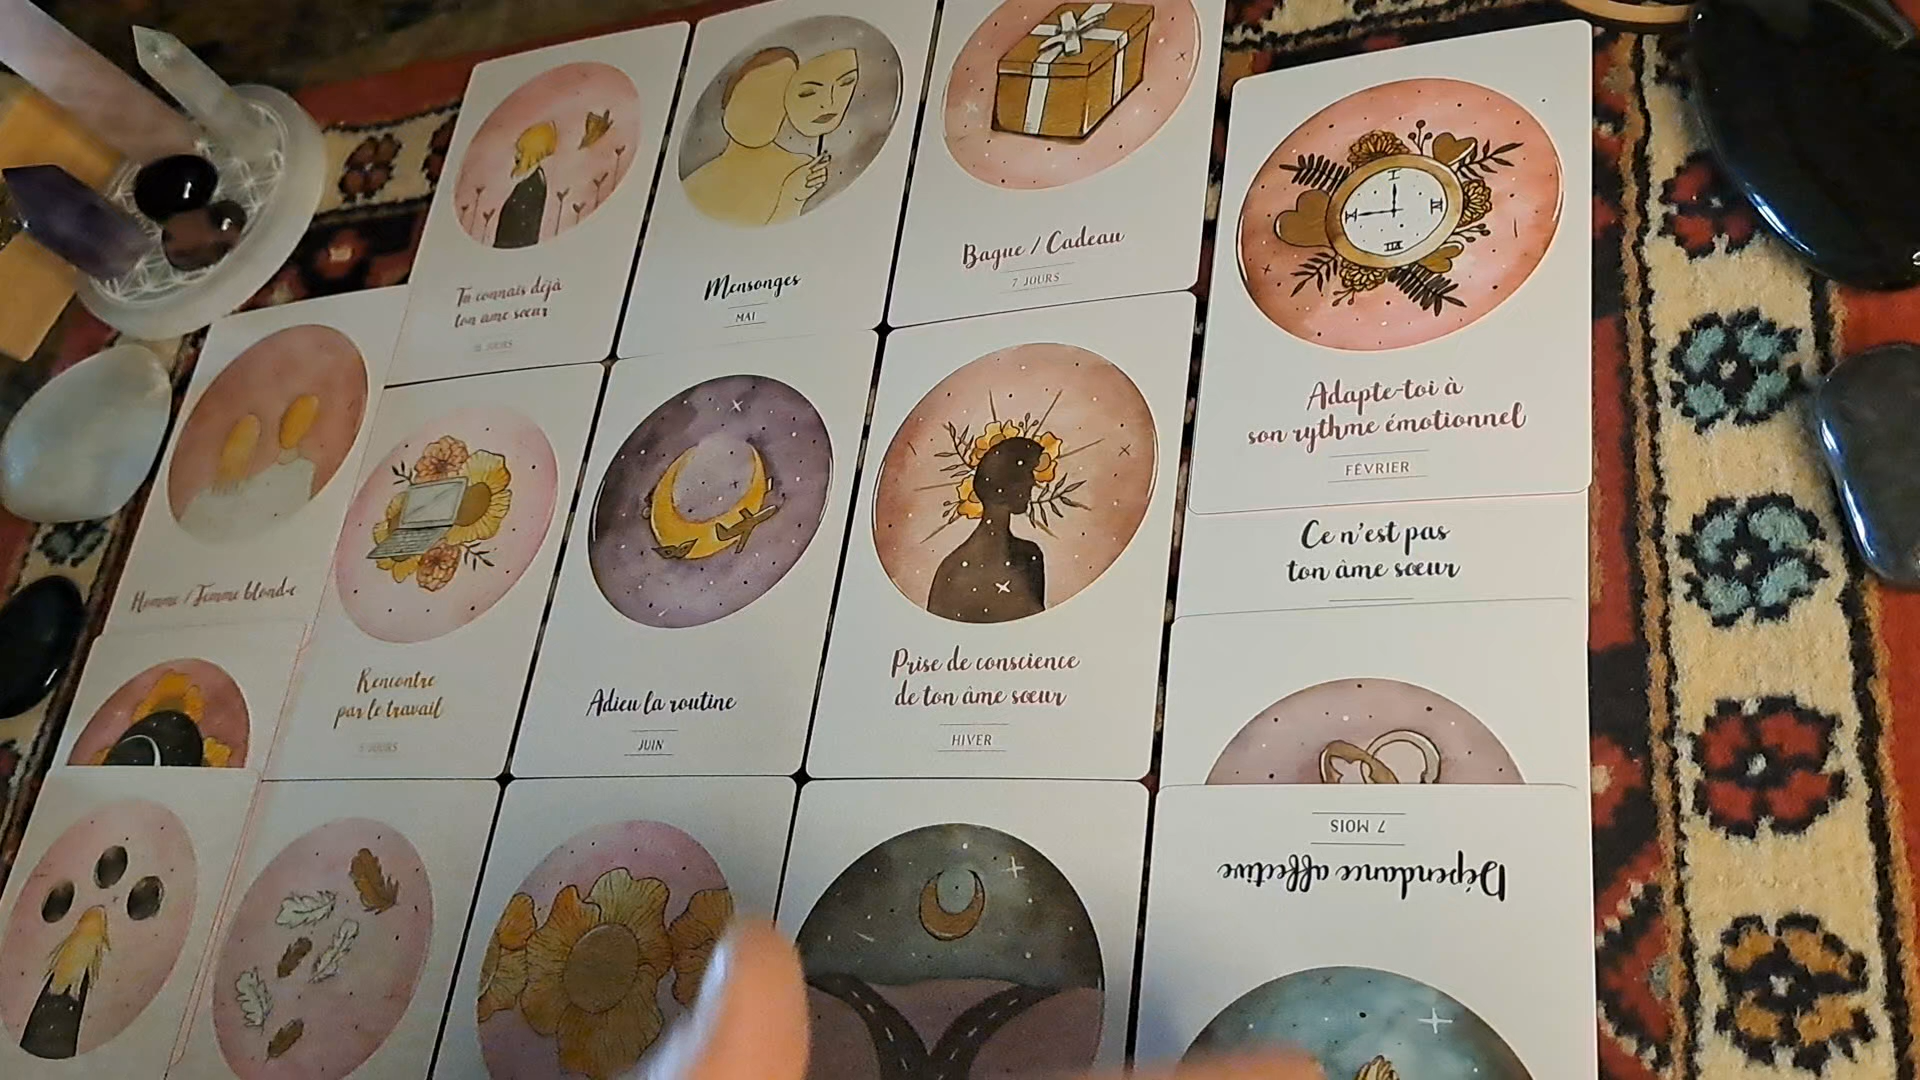 Tu connais déjà
ton âme sœur
JOURS
Mensonges
MAI
Bague / Cadeau
7 JOURS
Adapte-toi à
son rythme émotionnel
FÉVRIER
Homme / Femme blond·e
Rencontre
par le travail
5 JOURS
Adieu la routine
JUIN
Prise de conscience
de ton âme sœur
HIVER
Ce n'est pas
ton âme sœur
7 MOIS
Dépendance affective